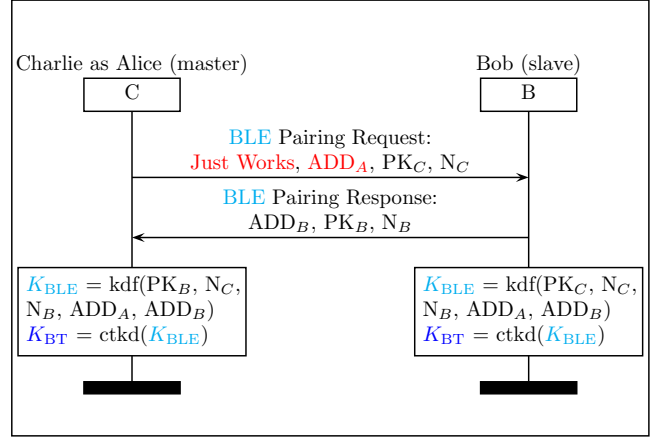 Charlie as Alice (master)
Bob (slave)
C
B
BLE Pairing Request:
Just Works, ADD_A, PK_C, N_C
BLE Pairing Response:
ADD_B, PK_B, N_B
K_BLE = kdf(PK_B, N_C,
N_B, ADD_A, ADD_B)
K_BT = ctkd(K_BLE)
K_BLE = kdf(PK_C, N_C,
N_B, ADD_A, ADD_B)
K_BT = ctkd(K_BLE)